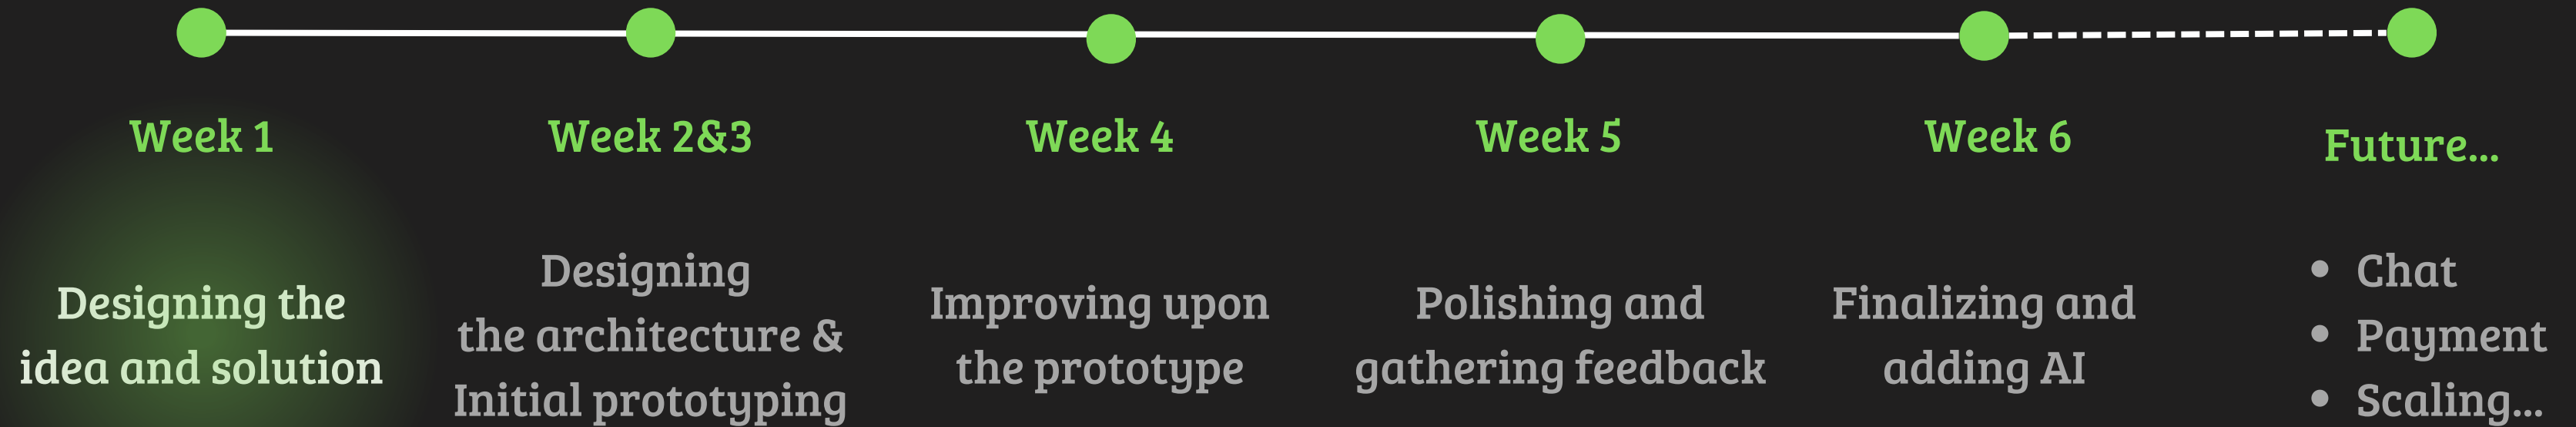 Week 1
Designing the
idea and solution
Week 2&3
Designing
the architecture &
Initial prototyping
Week 4
Improving upon
the prototype
Week 5
Polishing and
gathering feedback
Week 6
Finalizing and
adding AI
Future...
• Chat
• Payment
• Scaling...